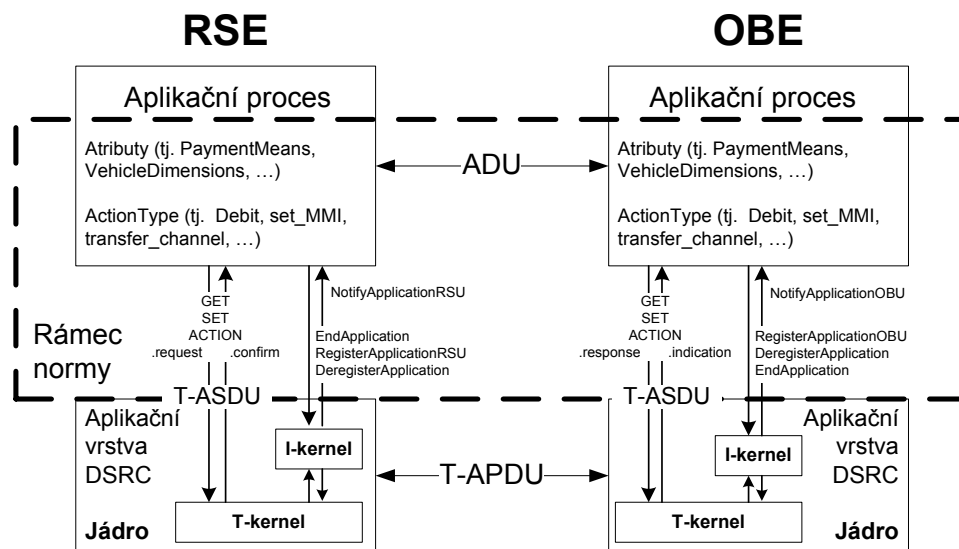 RSE
OBE
Aplikační proces
Atributy (tj. PaymentMeans,
VehicleDimensions, …)
ActionType (tj.  Debit, set_MMI,
transfer_channel, …)
ADU
Aplikační proces
Atributy (tj. PaymentMeans,
VehicleDimensions, …)
ActionType (tj.  Debit, set_MMI,
transfer_channel, …)
Rámec
normy
GET
SET
ACTION
.request .confirm
NotifyApplicationRSU
EndApplication
RegisterApplicationRSU
DeregisterApplication
GET
SET
ACTION
.response .indication
NotifyApplicationOBU
RegisterApplicationOBU
DeregisterApplication
EndApplication
T-ASDU
T-ASDU
Aplikační
vrstva
DSRC
I-kernel
T-kernel
Jádro
T-APDU
Aplikační
vrstva
DSRC
I-kernel
T-kernel
Jádro